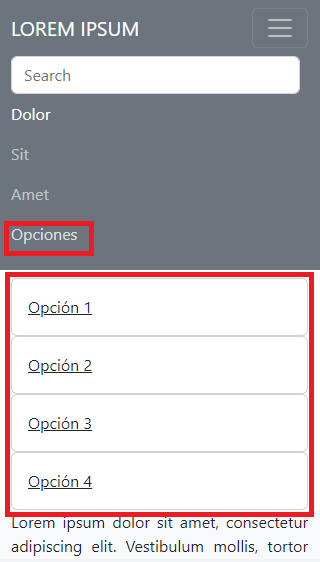 LOREM IPSUM
Search
Dolor
Sit
Amet
Opciones
Opción 1
Opción 2
Opción 3
Opción 4
Lorem ipsum dolor sit amet, consectetur
adipiscing elit. Vestibulum mollis, tortor